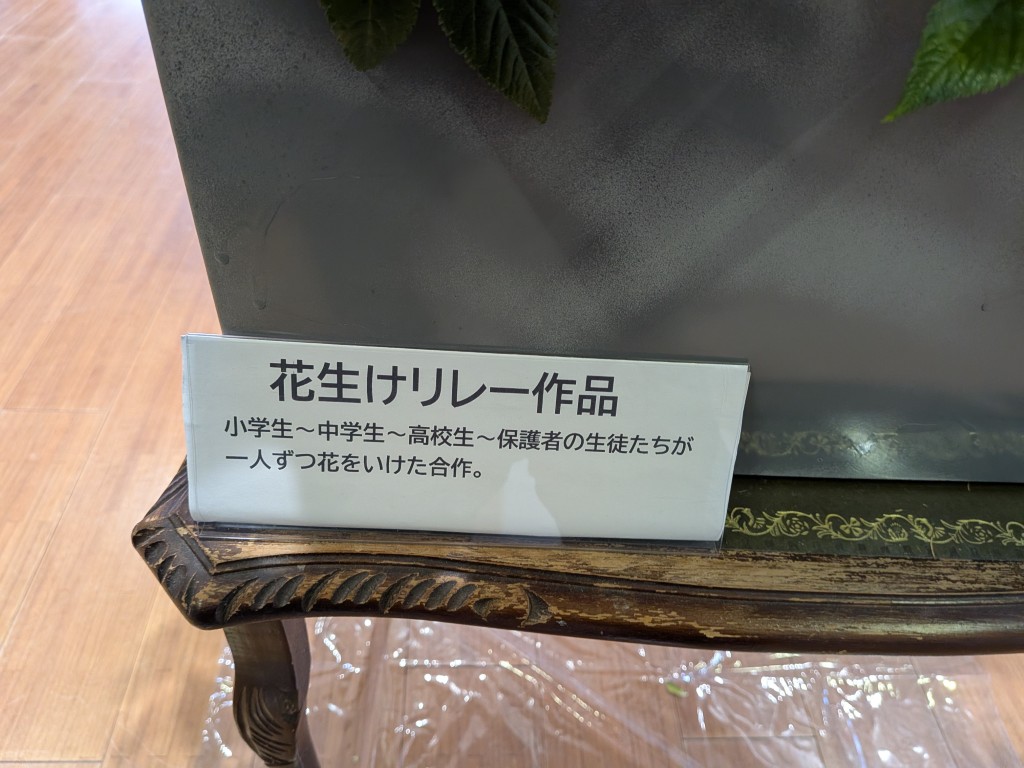 花生けリレー作品
小学生～中学生～高校生～保護者の生徒たちが
一人ずつ花をいけた合作。